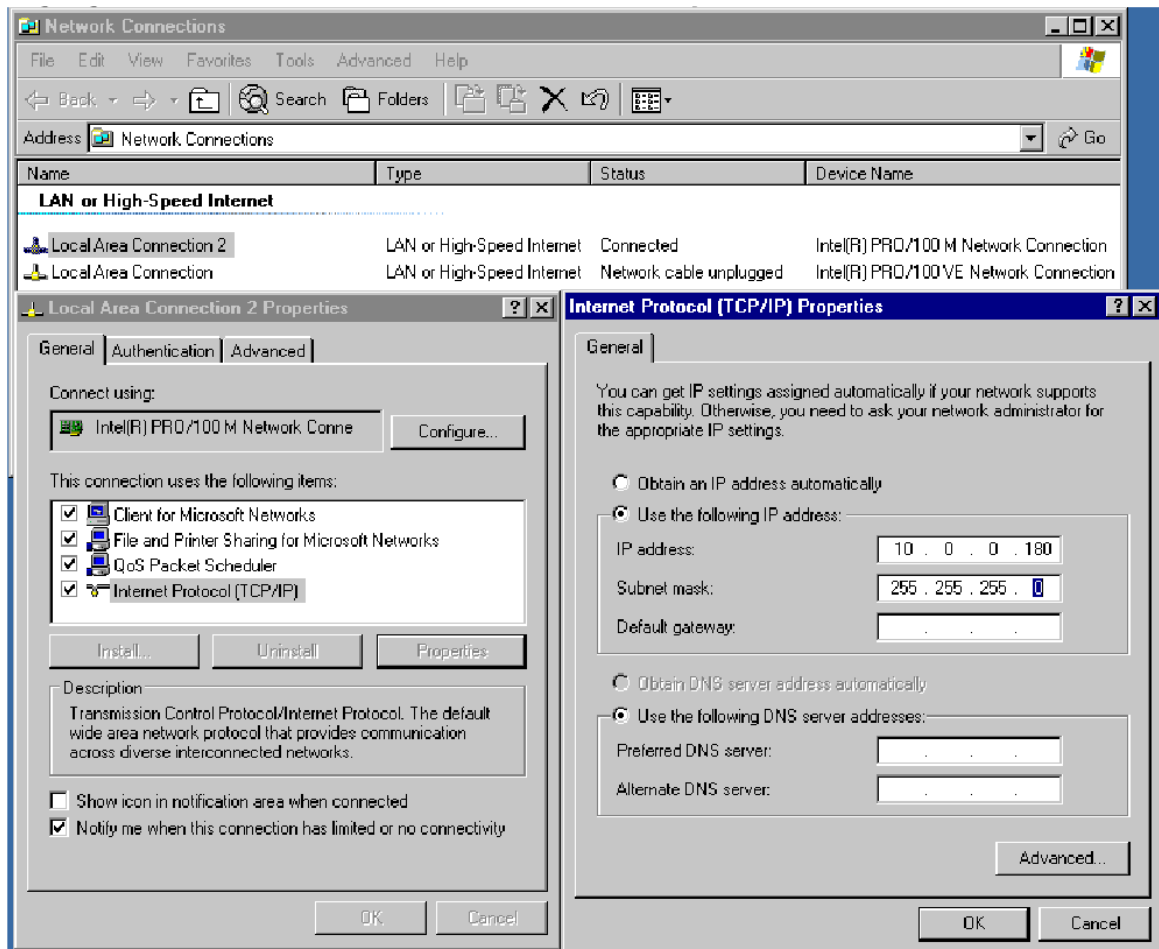 Network Connections
File Edit View Favorites Tools Advanced Help
Back Search Folders
Address Network Connections Go
Name Type Status Device Name
LAN or High-Speed Internet
Local Area Connection 2 LAN or High-Speed Internet Connected Intel(R) PRO/100 M Network Connection
Local Area Connection LAN or High-Speed Internet Network cable unplugged Intel(R) PRO/100 VE Network Connection
Local Area Connection 2 Properties
General Authentication Advanced
Connect using:
Intel(R) PRO/100 M Network Conne Configure...
This connection uses the following items:
Client for Microsoft Networks
File and Printer Sharing for Microsoft Networks
QoS Packet Scheduler
Internet Protocol (TCP/IP)
Install... Uninstall Properties
Description
Transmission Control Protocol/Internet Protocol. The default
wide area network protocol that provides communication
across diverse interconnected networks.
Show icon in notification area when connected
Notify me when this connection has limited or no connectivity
OK Cancel
Internet Protocol (TCP/IP) Properties
General
You can get IP settings assigned automatically if your network supports
this capability. Otherwise, you need to ask your network administrator for
the appropriate IP settings.
Obtain an IP address automatically
Use the following IP address:
IP address: 10 . 0 . 0 . 180
Subnet mask: 255 . 255 . 255 . 0
Default gateway: . . .
Obtain DNS server address automatically
Use the following DNS server addresses:
Preferred DNS server: . . .
Alternate DNS server: . . .
Advanced...
OK Cancel